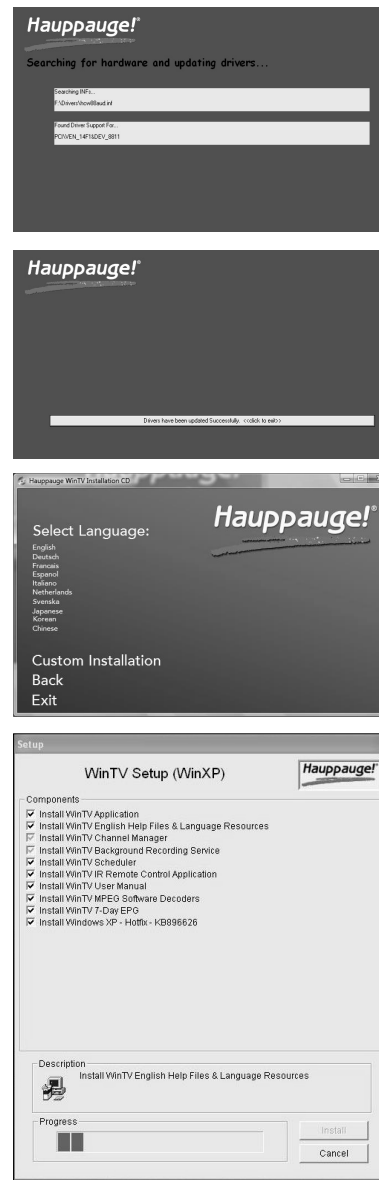 Hauppauge!®
Searching for hardware and updating drivers...
Searching INFs...
F:\Drivers\hcw88aud.inf
Found Driver Support For...
PCI\VEN_14F1&DEV_8811
Hauppauge!®
Drivers have been updated Successfully. <<click to exit>>
Hauppauge WinTV Installation CD
Hauppauge!®
Select Language:
English
Deutsch
Francais
Espanol
Italiano
Netherlands
Svenska
Japanese
Korean
Chinese
Custom Installation
Back
Exit
Setup
WinTV Setup (WinXP)
Hauppauge!
Components
Install WinTV Application
Install WinTV English Help Files & Language Resources
Install WinTV Channel Manager
Install WinTV Background Recording Service
Install WinTV Scheduler
Install WinTV IR Remote Control Application
Install WinTV User Manual
Install WinTV MPEG Software Decoders
Install WinTV 7-Day EPG
Install Windows XP - Hotfix - KB896626
Description
Install WinTV English Help Files & Language Resources
Progress
Install
Cancel